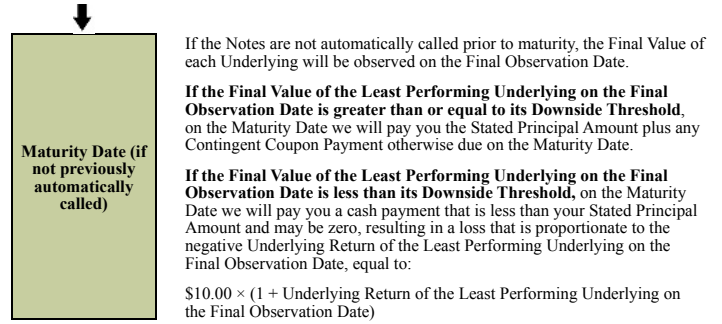 Maturity Date (if
not previously
automatically
called)
If the Notes are not automatically called prior to maturity, the Final Value of
each Underlying will be observed on the Final Observation Date.
If the Final Value of the Least Performing Underlying on the Final
Observation Date is greater than or equal to its Downside Threshold,
on the Maturity Date we will pay you the Stated Principal Amount plus any
Contingent Coupon Payment otherwise due on the Maturity Date.
If the Final Value of the Least Performing Underlying on the Final
Observation Date is less than its Downside Threshold, on the Maturity
Date we will pay you a cash payment that is less than your Stated Principal
Amount and may be zero, resulting in a loss that is proportionate to the
negative Underlying Return of the Least Performing Underlying on the
Final Observation Date, equal to:
$10.00 × (1 + Underlying Return of the Least Performing Underlying on
the Final Observation Date)